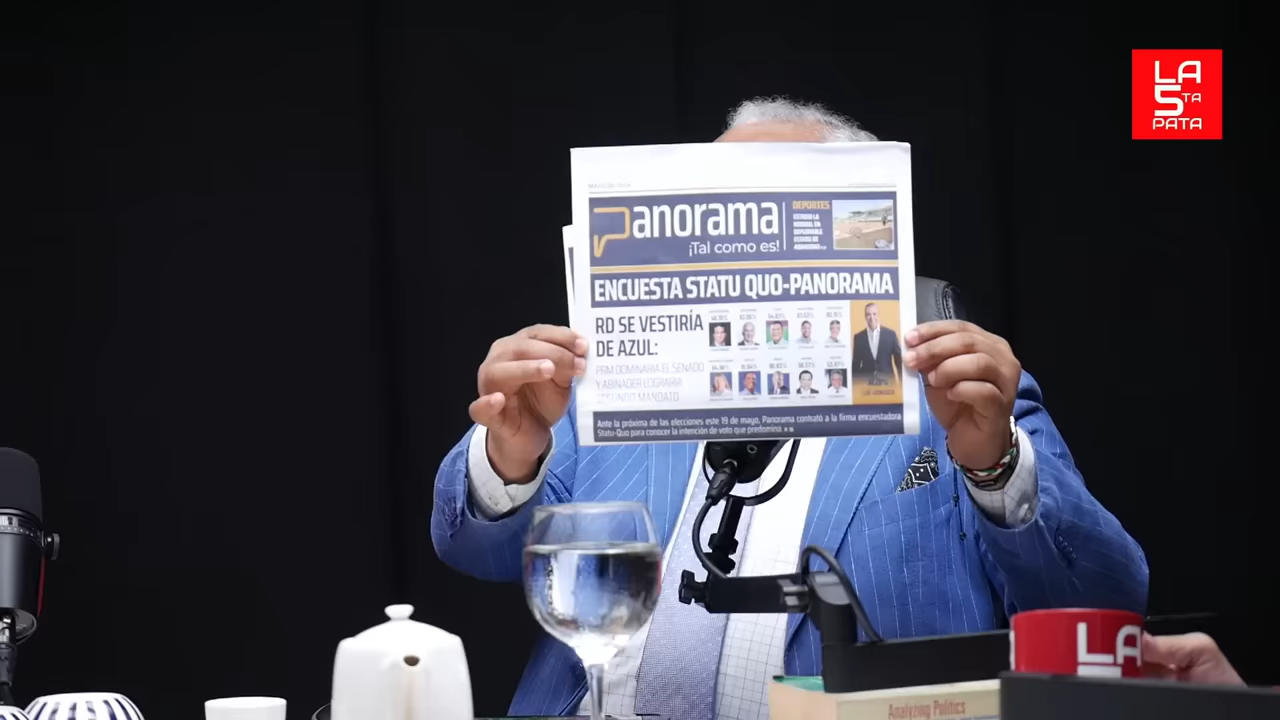 LA
5TA
PATA
Panorama
¡Tal como es!
DEPORTES
ENCUESTA STATU QUO-PANORAMA
RD SE VESTIRÍA
DE AZUL:
PRM DOMINARÍA EL SENADO
Y ABINADER LOGRARÍA
SEGUNDO MANDATO
Ante la próxima de las elecciones este 19 de mayo, Panorama contrató a la firma encuestadora
Statu-Quo para conocer la intención de voto que predomina.
LA
Analyzing Politics